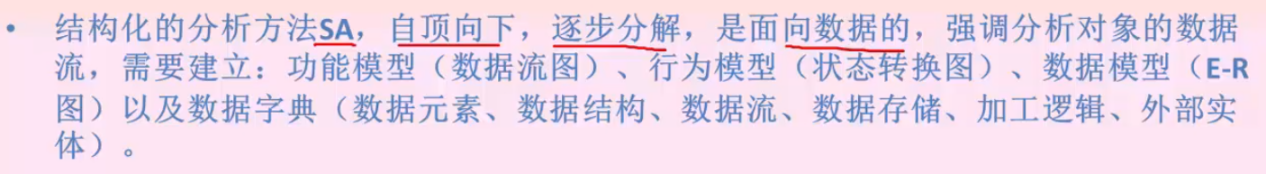 • 结构化的分析方法SA，自顶向下，逐步分解，是面向数据的，强调分析对象的数据
流，需要建立：功能模型（数据流图）、行为模型（状态转换图）、数据模型（E-R
图）以及数据字典（数据元素、数据结构、数据流、数据存储、加工逻辑、外部实
体）。